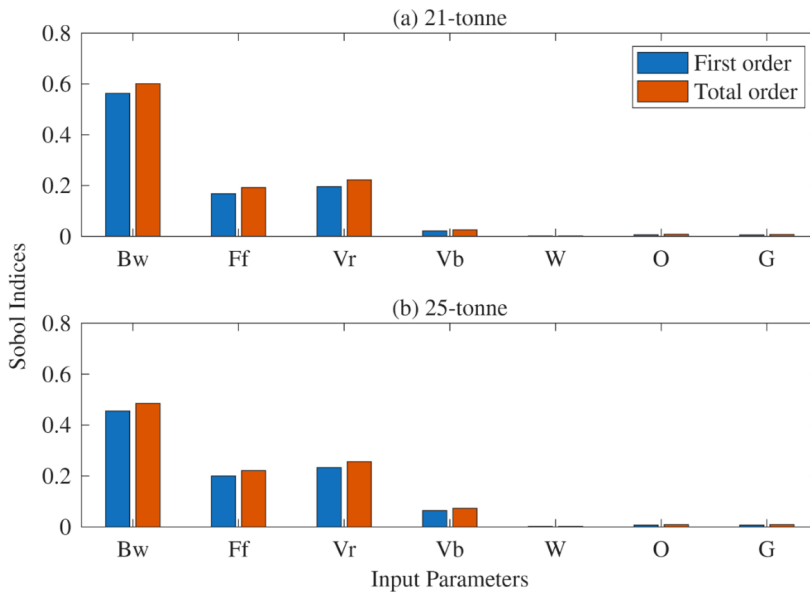 (a) 21-tonne
0.8
0.6
0.4
0.2
0
First order
Total order
Bw Ff Vr Vb W O G
Sobol Indices
(b) 25-tonne
0.8
0.6
0.4
0.2
0
Bw Ff Vr Vb W O G
Input Parameters